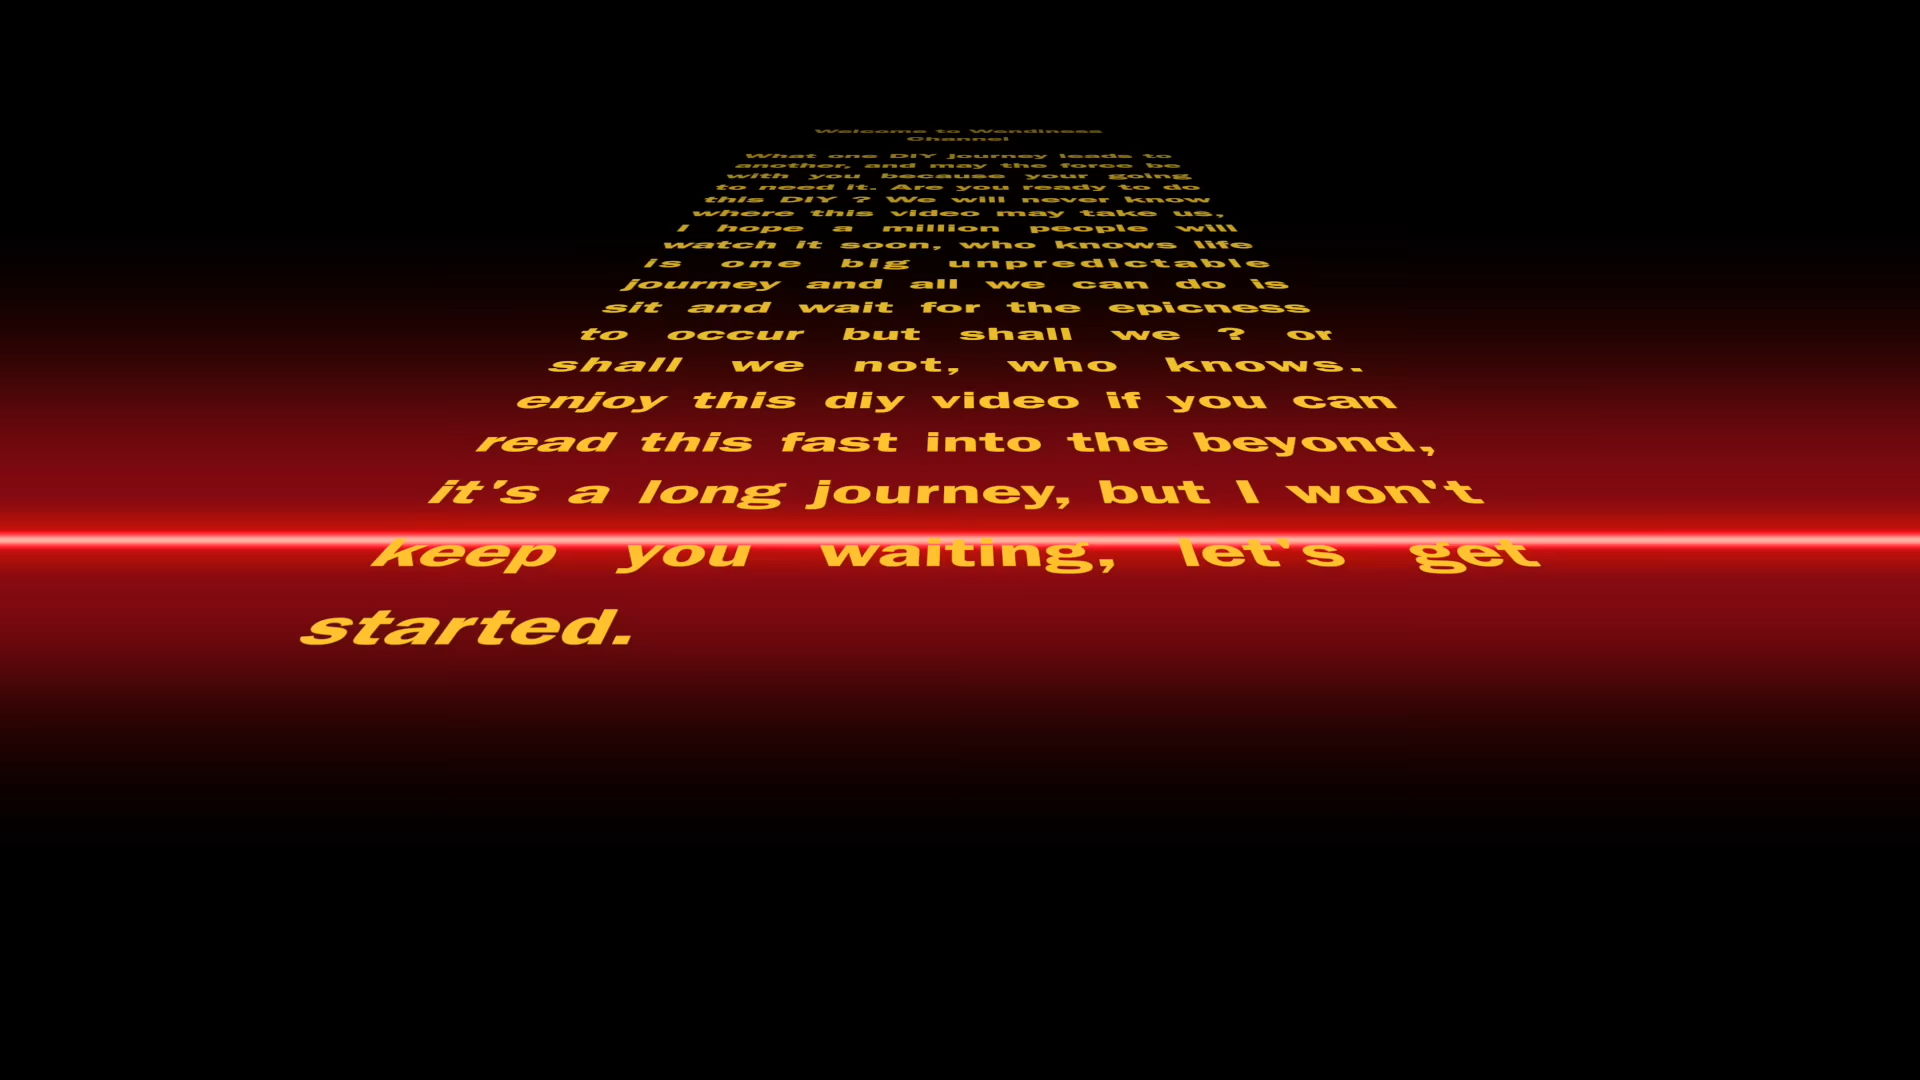 Welcome to Wendiness
Channel
What one DIY journey leads to
another, and may the force be
with you because your going
to need it. Are you ready to do
this DIY ? We will never know
where this video may take us,
I hope a million people will
watch it soon, who knows life
is one big unpredictable
journey and all we can do is
sit and wait for the epicness
to occur but shall we ? or
shall we not, who knows.
enjoy this diy video if you can
read this fast into the beyond,
it's a long journey, but I won't
keep you waiting, let's get
started.